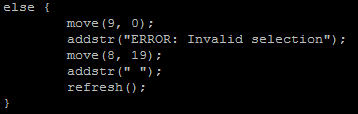 else {
        move(9, 0);
        addstr("ERROR: Invalid selection");
        move(8, 19);
        addstr(" ");
        refresh();
}